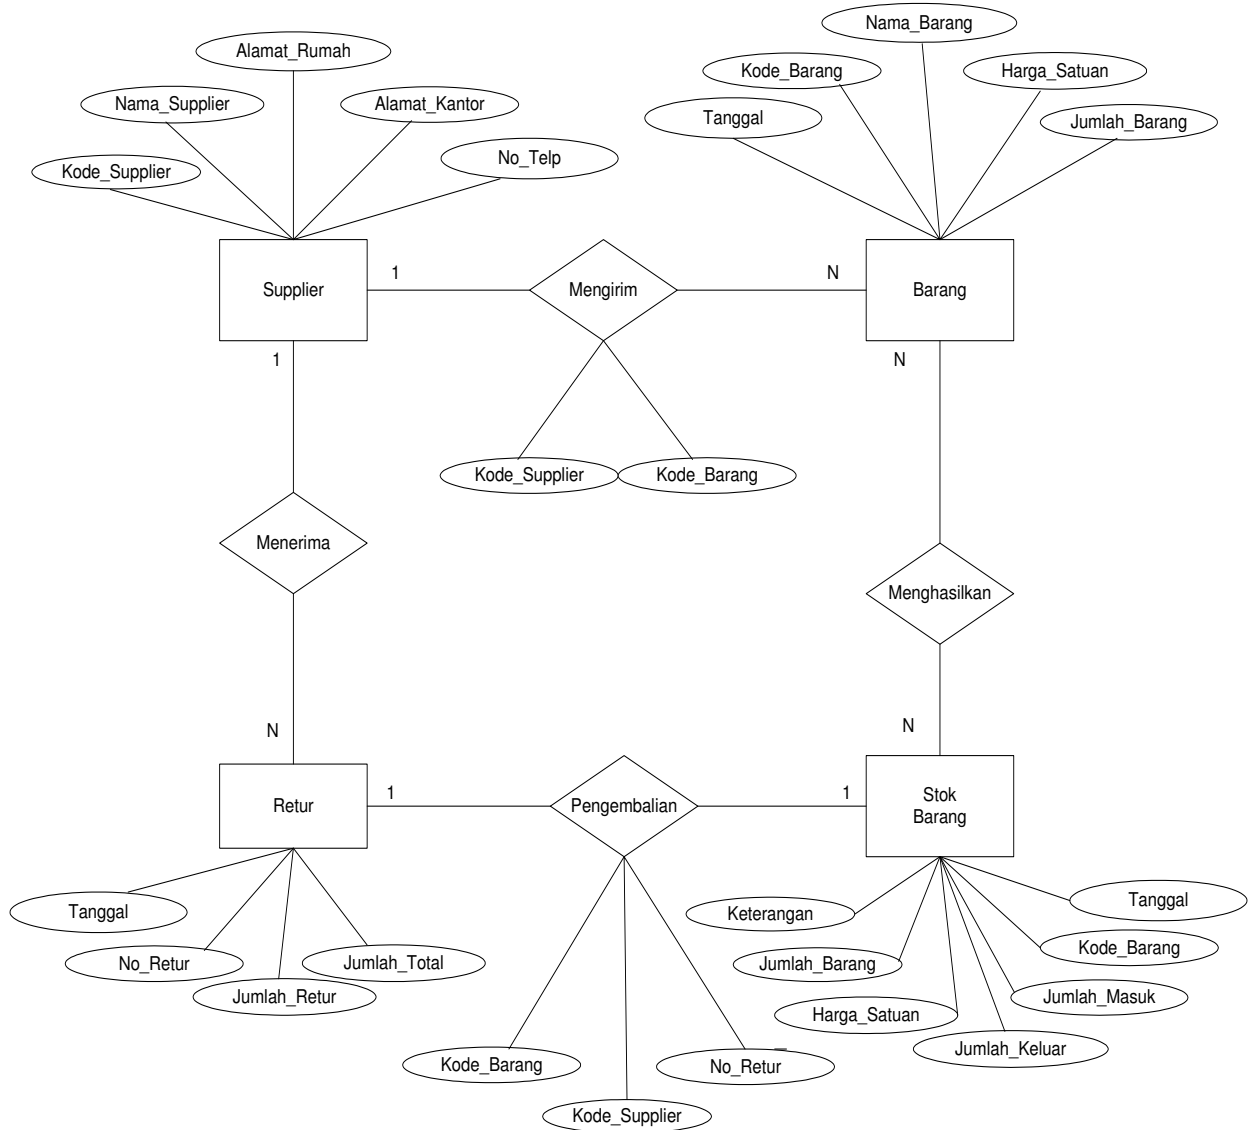 Nama_Barang
Alamat_Rumah
Kode_Barang
Harga_Satuan
Nama_Supplier
Alamat_Kantor
Tanggal
Jumlah_Barang
Kode_Supplier
No_Telp
1
N
Supplier
Mengirim
Barang
1
N
Kode_Supplier
Kode_Barang
Menerima
Menghasilkan
N
N
1
1
Retur
Pengembalian
Stok
Barang
Tanggal
Keterangan
Tanggal
No_Retur
Jumlah_Total
Jumlah_Barang
Kode_Barang
Jumlah_Retur
Jumlah_Masuk
Harga_Satuan
Jumlah_Keluar
Kode_Barang
No_Retur
Kode_Supplier